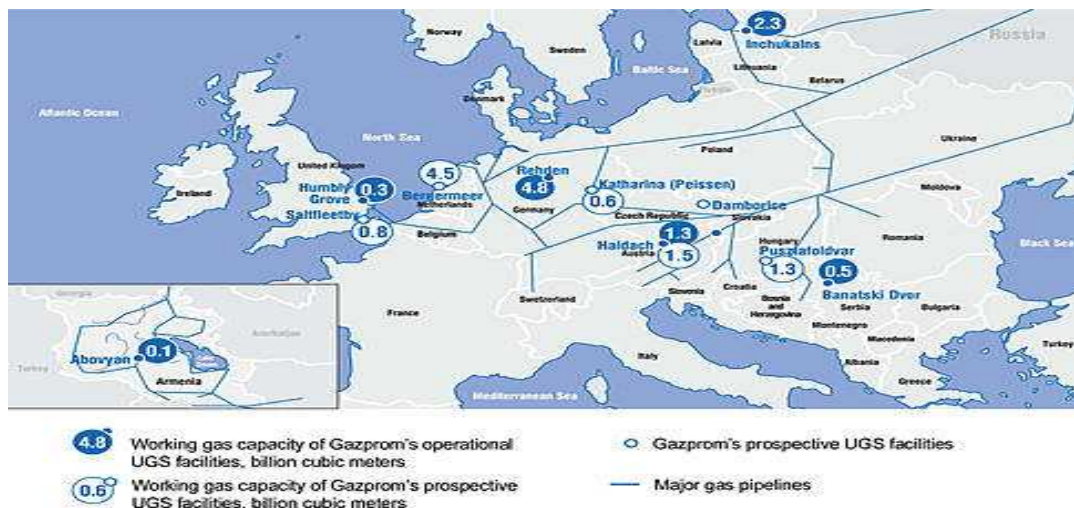 Norway
Sweden
2.3
Inchukalns
Russia
Latvia
Lithuania
Baltic Sea
Belarus
Denmark
Atlantic Ocean
North Sea
Ukraine
United Kingom
Poland
4.5
Rehden
4.8
Katharina (Peissen)
0.6
Ireland
Humbly
Grove
0.3
Bergermeer
Netherlands
Germany
Damborice
Moldova
Saltfleetby
0.8
Belgium
Czech Republic
Slovakia
1.3
Haidach
Austria
1.5
Hungary
Pusztafoldvar
1.3
Romania
0.5
Banatski Dvor
Black Sea
Switzerland
Slovenia
Croatia
Bosnia
and
Herzegovina
Serbia
Bulgaria
France
Montenegro
Macedonia
Italy
Albania
Turkey
Greece
Mediterranean Sea
Georgia
Azerbaijan
Abovyan
0.1
Turkey
Armenia
4.8 Working gas capacity of Gazprom's operational
UGS facilities, billion cubic meters
0.6 Working gas capacity of Gazprom's prospective
UGS facilities, billion cubic meters
Gazprom's prospective UGS facilities
Major gas pipelines